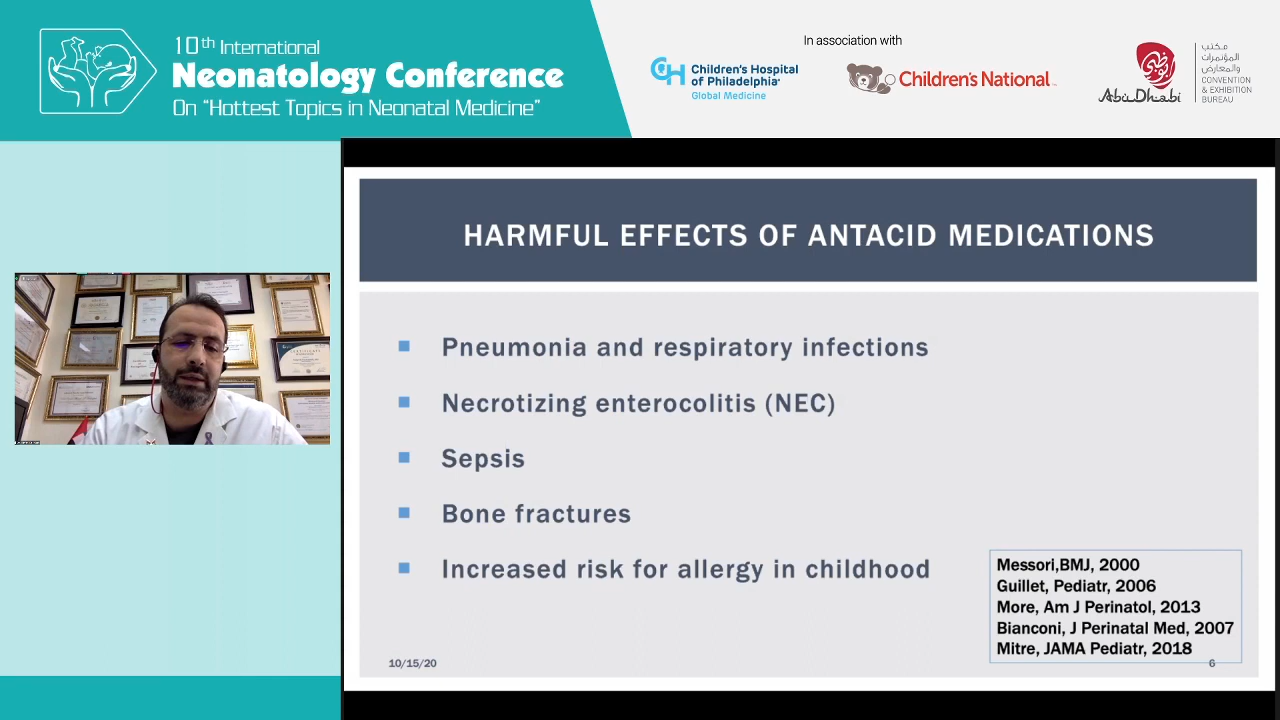 10th International
Neonatology Conference
On “Hottest Topics in Neonatal Medicine”
In association with
Children's Hospital
of Philadelphia
Global Medicine
Children's National
أبوظبي
Abu Dhabi
مكتب
المؤتمرات
والمعارض
CONVENTION
& EXHIBITION
BUREAU
HARMFUL EFFECTS OF ANTACID MEDICATIONS
Pneumonia and respiratory infections
Necrotizing enterocolitis (NEC)
Sepsis
Bone fractures
Increased risk for allergy in childhood
Messori,BMJ, 2000
Guillet, Pediatr, 2006
More, Am J Perinatol, 2013
Bianconi, J Perinatal Med, 2007
Mitre, JAMA Pediatr, 2018
10/15/20
6